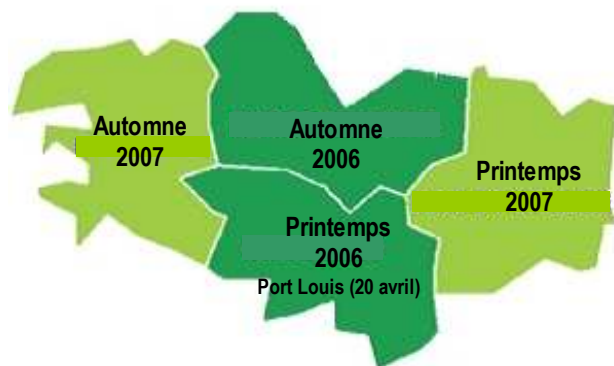 Automne
2007
Automne
2006
Printemps
2007
Printemps
2006
Port Louis (20 avril)